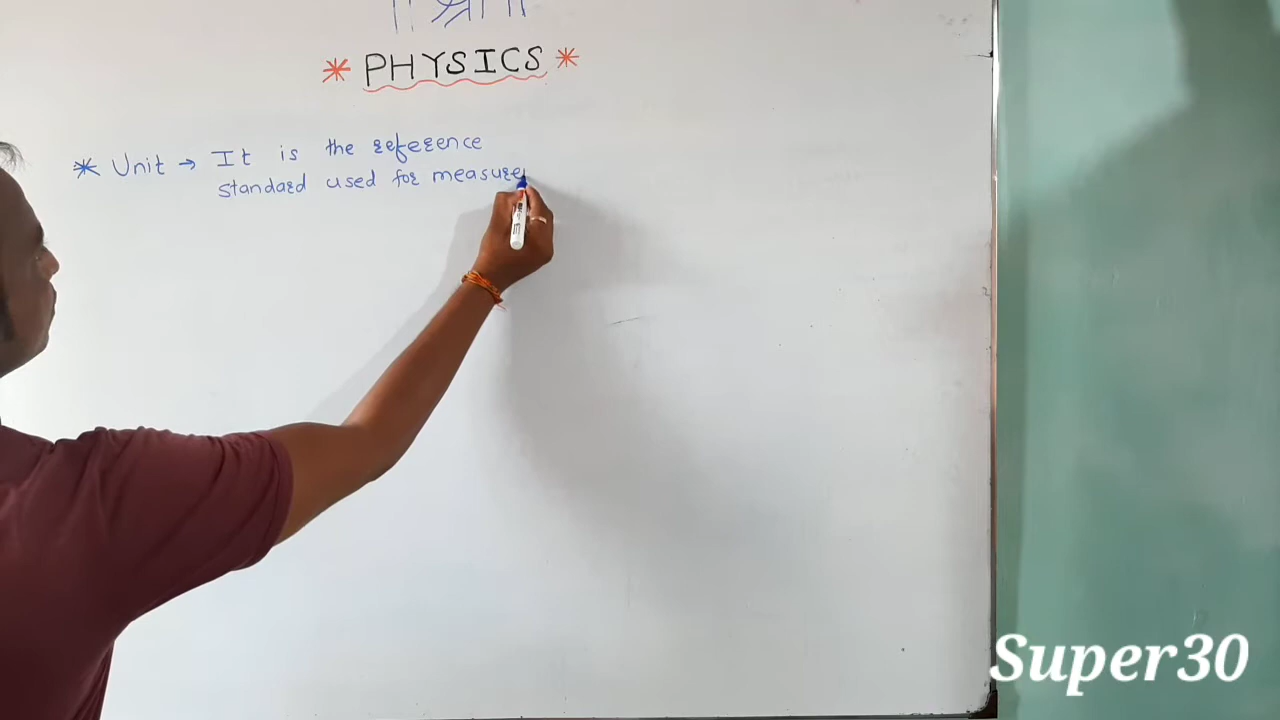 * PHYSICS *
* Unit → It is the reference
standard used for measure
Super30